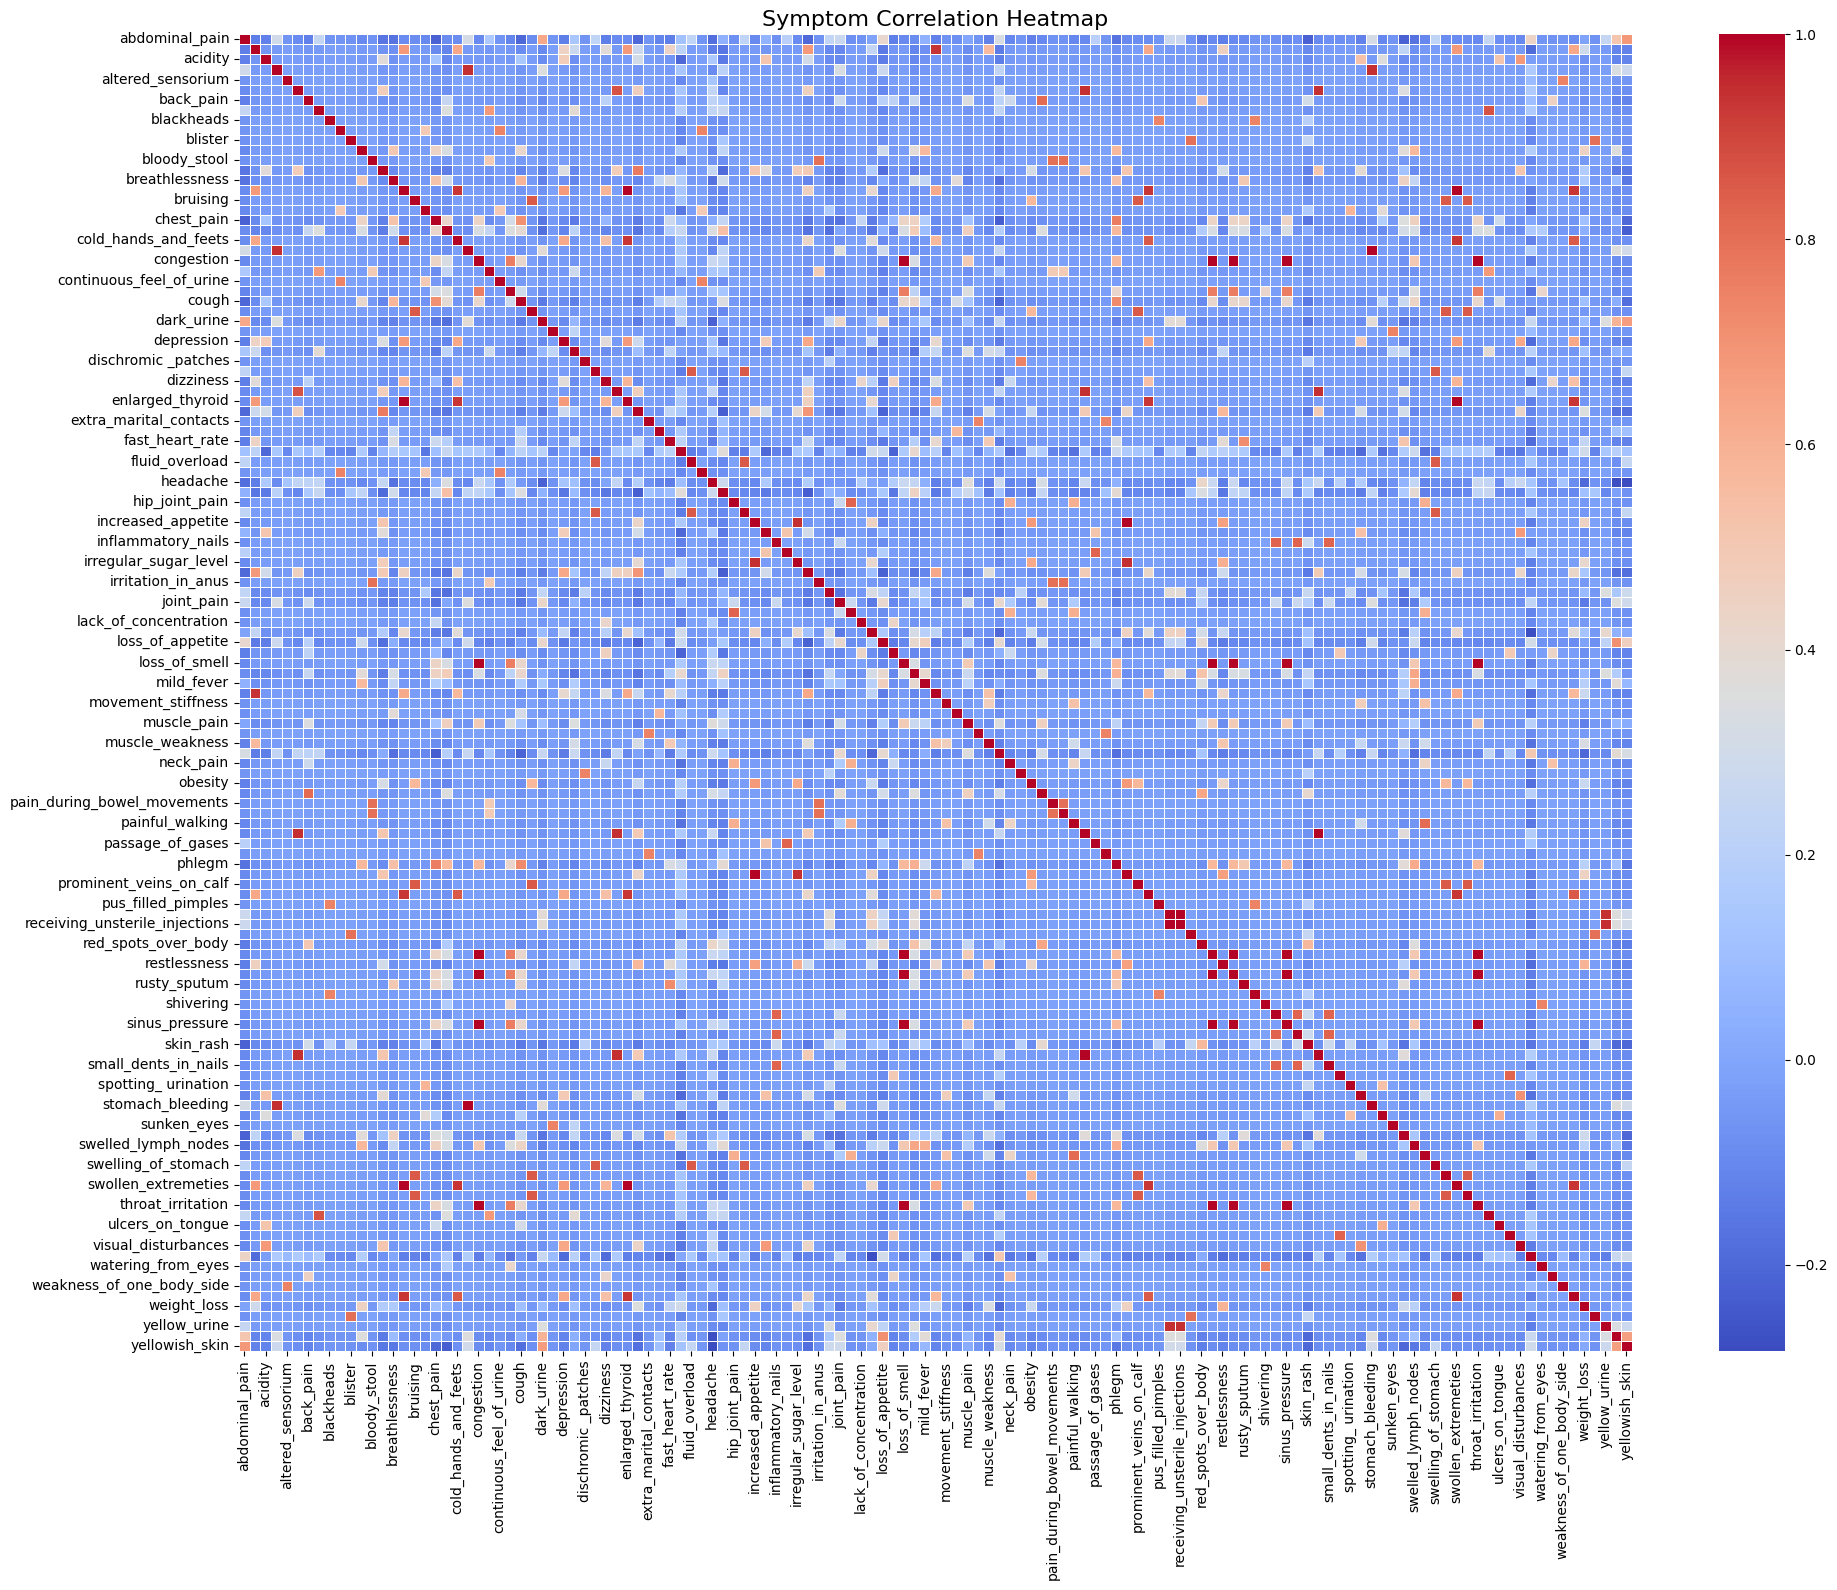 Symptom Correlation Heatmap
abdominal_pain
acidity
altered_sensorium
back_pain
blackheads
blister
bloody_stool
breathlessness
bruising
chest_pain
cold_hands_and_feets
congestion
continuous_feel_of_urine
cough
dark_urine
depression
dischromic _patches
dizziness
enlarged_thyroid
extra_marital_contacts
fast_heart_rate
fluid_overload
headache
hip_joint_pain
increased_appetite
inflammatory_nails
irregular_sugar_level
irritation_in_anus
joint_pain
lack_of_concentration
loss_of_appetite
loss_of_smell
mild_fever
movement_stiffness
muscle_pain
muscle_weakness
neck_pain
obesity
pain_during_bowel_movements
painful_walking
passage_of_gases
phlegm
prominent_veins_on_calf
pus_filled_pimples
receiving_unsterile_injections
red_spots_over_body
restlessness
rusty_sputum
shivering
sinus_pressure
skin_rash
small_dents_in_nails
spotting_ urination
stomach_bleeding
sunken_eyes
swelled_lymph_nodes
swelling_of_stomach
swollen_extremeties
throat_irritation
ulcers_on_tongue
visual_disturbances
watering_from_eyes
weakness_of_one_body_side
weight_loss
yellow_urine
yellowish_skin
abdominal_pain
acidity
altered_sensorium
back_pain
blackheads
blister
bloody_stool
breathlessness
bruising
chest_pain
cold_hands_and_feets
congestion
continuous_feel_of_urine
cough
dark_urine
depression
dischromic _patches
dizziness
enlarged_thyroid
extra_marital_contacts
fast_heart_rate
fluid_overload
headache
hip_joint_pain
increased_appetite
inflammatory_nails
irregular_sugar_level
irritation_in_anus
joint_pain
lack_of_concentration
loss_of_appetite
loss_of_smell
mild_fever
movement_stiffness
muscle_pain
muscle_weakness
neck_pain
obesity
pain_during_bowel_movements
painful_walking
passage_of_gases
phlegm
prominent_veins_on_calf
pus_filled_pimples
receiving_unsterile_injections
red_spots_over_body
restlessness
rusty_sputum
shivering
sinus_pressure
skin_rash
small_dents_in_nails
spotting_ urination
stomach_bleeding
sunken_eyes
swelled_lymph_nodes
swelling_of_stomach
swollen_extremeties
throat_irritation
ulcers_on_tongue
visual_disturbances
watering_from_eyes
weakness_of_one_body_side
weight_loss
yellow_urine
yellowish_skin
1.0
0.8
0.6
0.4
0.2
0.0
−0.2